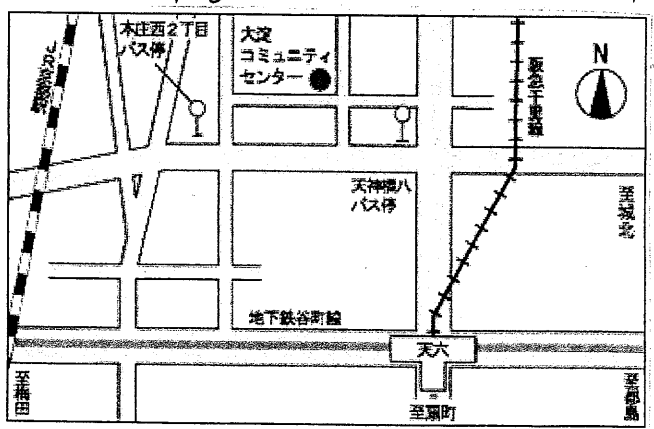 本庄西2丁目
バス停
大淀
コミュニティ
センター
阪急千里線
N
天神橋八
バス停
至城北
地下鉄谷町線
天六
至梅田
至扇町
至都島